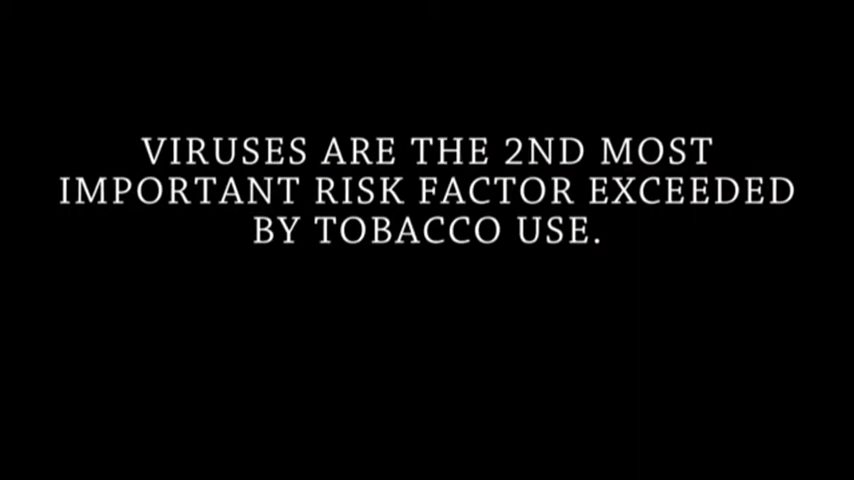 VIRUSES ARE THE 2ND MOST
IMPORTANT RISK FACTOR EXCEEDED
BY TOBACCO USE.